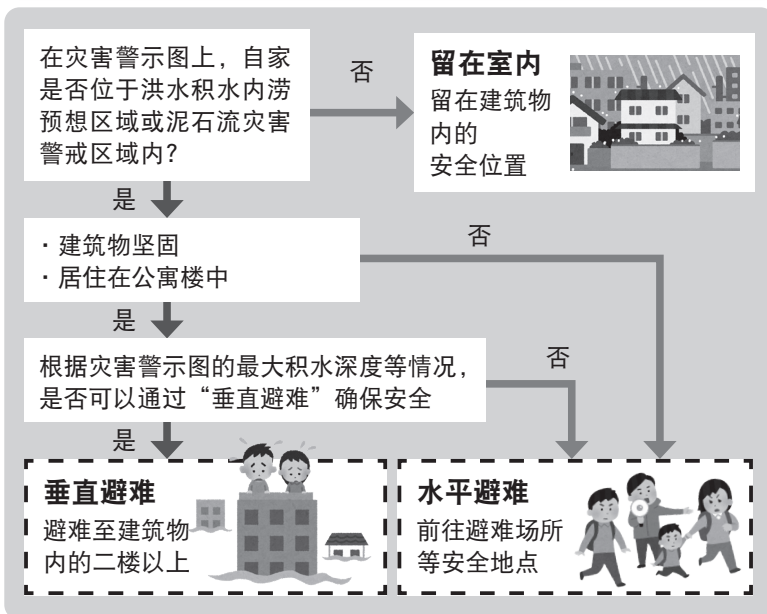 在灾害警示图上，自家
是否位于洪水积水内涝
预想区域或泥石流灾害
警戒区域内？
否
留在室内
留在建筑物
内的
安全位置
是
・建筑物坚固
・居住在公寓楼中
否
是
根据灾害警示图的最大积水深度等情况，
是否可以通过“垂直避难”确保安全
否
是
垂直避难
避难至建筑物
内的二楼以上
水平避难
前往避难场所
等安全地点